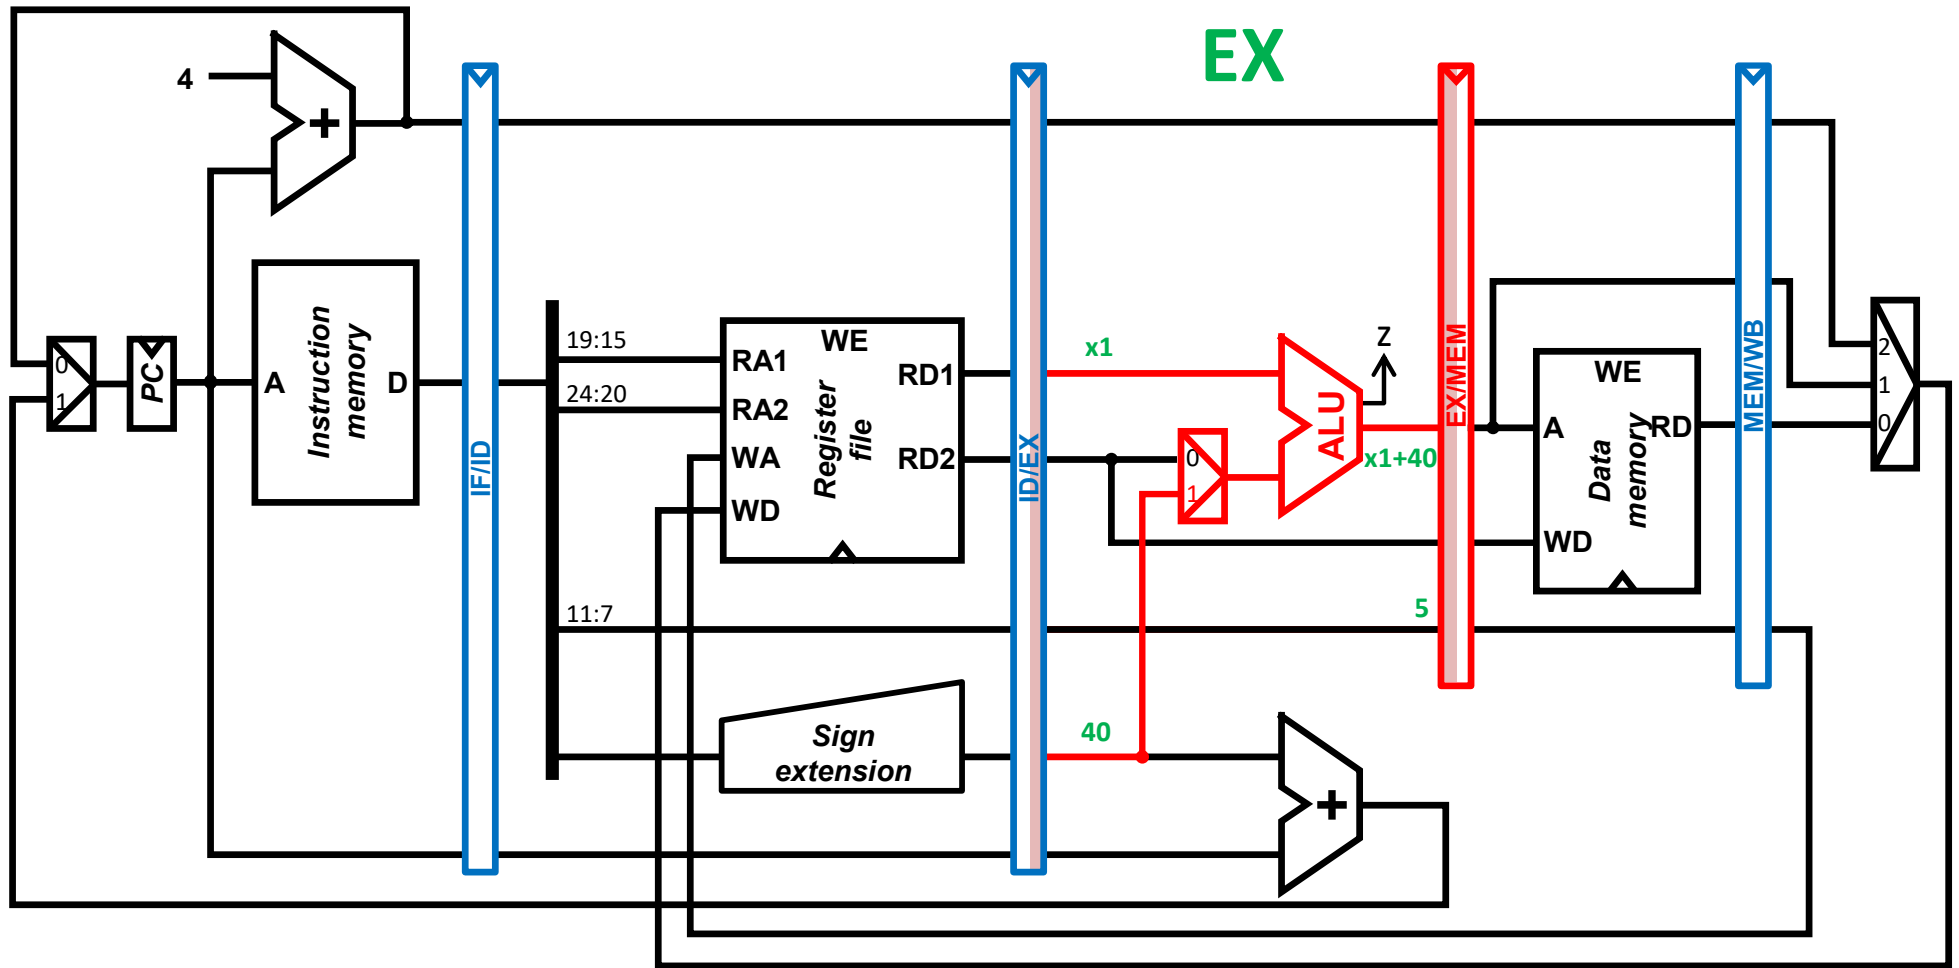 EX
4
+
IF/ID
ID/EX
EX/MEM
MEM/WB
0
1
PC
A
Instruction
memory
D
19:15
24:20
11:7
RA1
RA2
WA
WD
WE
Register
file
RD1
RD2
x1
0
1
ALU
Z
x1+40
5
A
WE
Data
memory
RD
WD
2
1
0
Sign
extension
40
+